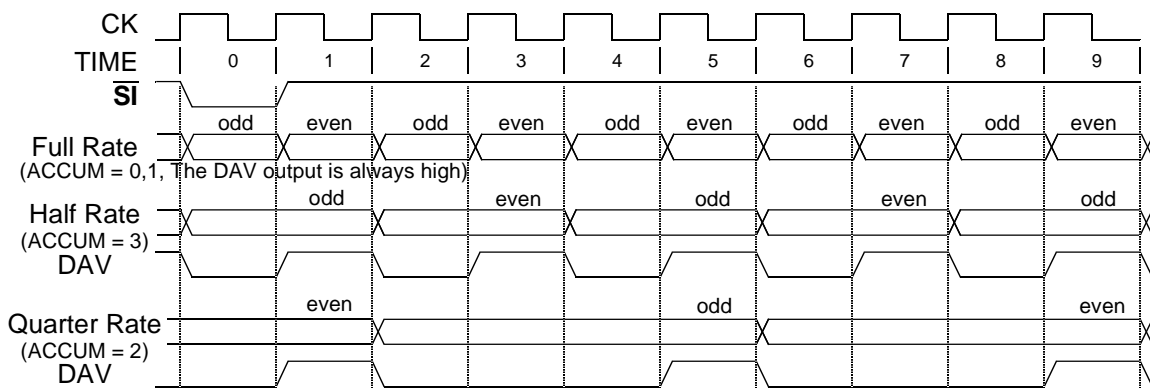 CK
TIME 0 1 2 3 4 5 6 7 8 9
SI
odd even odd even odd even odd even odd even
Full Rate
(ACCUM = 0,1, The DAV output is always high)
odd even odd even odd
Half Rate
(ACCUM = 3)
DAV
even odd even
Quarter Rate
(ACCUM = 2)
DAV